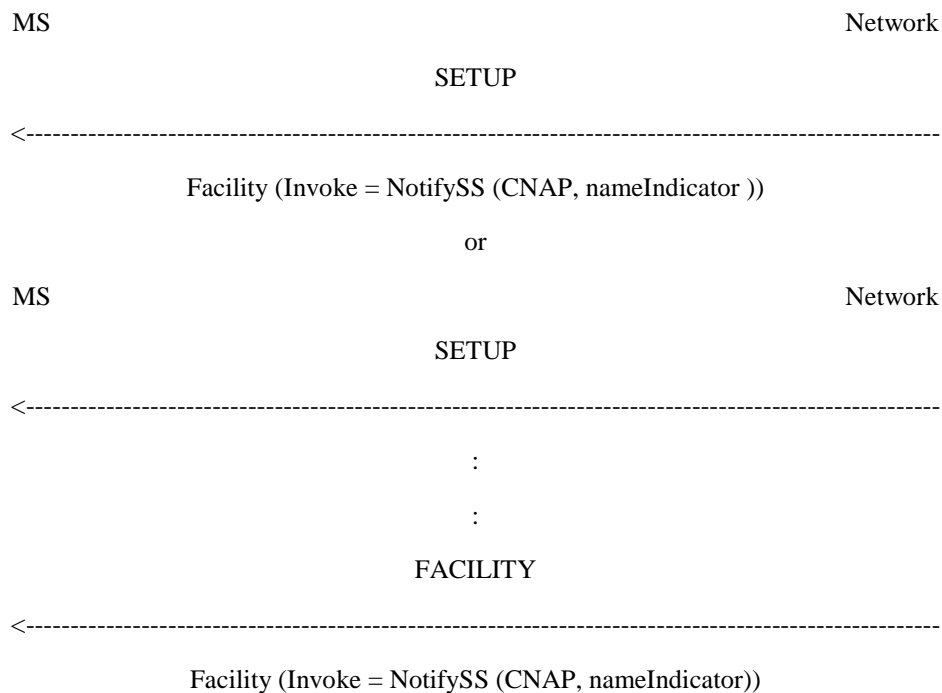 MS Network
SETUP
<-------------------------------------------------------------------------------------------------------
Facility (Invoke = NotifySS (CNAP, nameIndicator ))
or
MS Network
SETUP
<-------------------------------------------------------------------------------------------------------
:
:
FACILITY
<-------------------------------------------------------------------------------------------------------
Facility (Invoke = NotifySS (CNAP, nameIndicator))